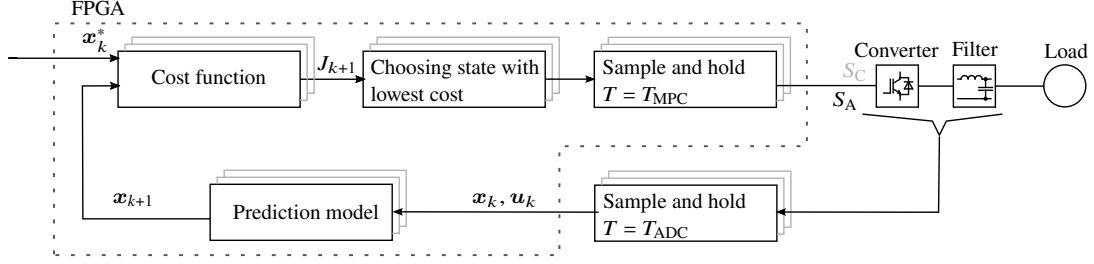 FPGA
x*k
Cost function
Jk+1
Choosing state with
lowest cost
Sample and hold
T = TMPC
SC
SA
Converter
Filter
Load
xk+1
Prediction model
xk, uk
Sample and hold
T = TADC